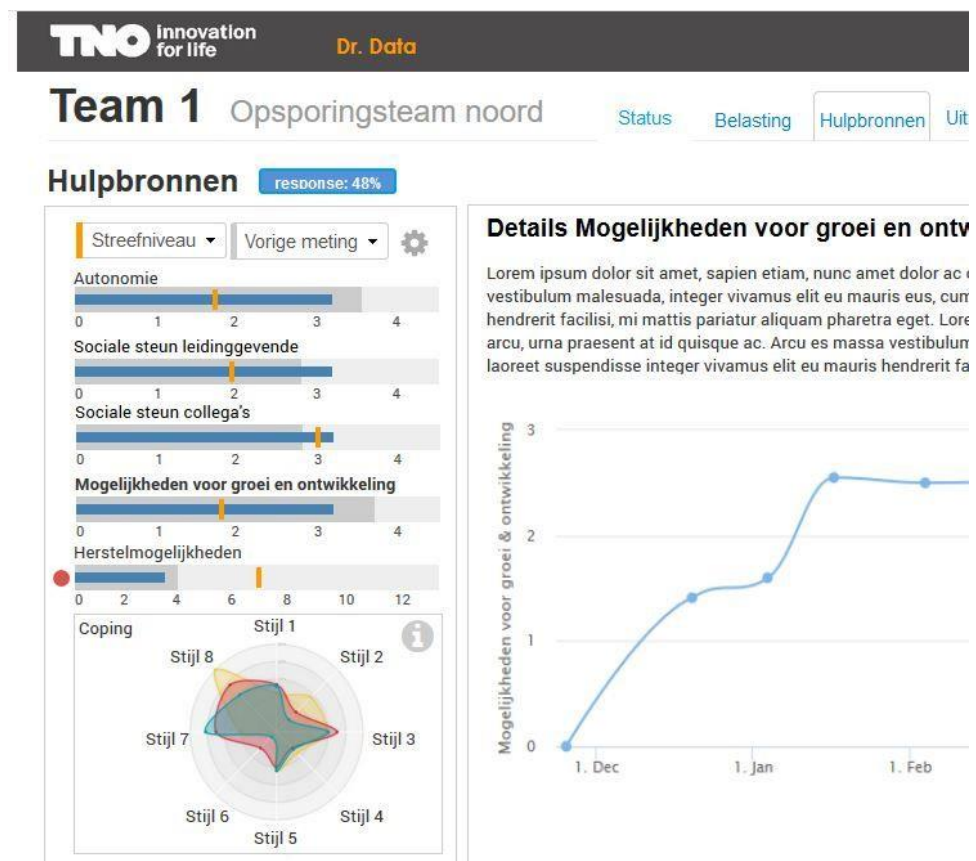 TNO innovation
for life
Dr. Data
Team 1 Opsporingsteam noord
Status Belasting Hulpbronnen Uit
Hulpbronnen response: 48%
Streefniveau Vorige meting
Autonomie
0 1 2 3 4
Sociale steun leidinggevende
0 1 2 3 4
Sociale steun collega's
0 1 2 3 4
Mogelijkheden voor groei en ontwikkeling
0 1 2 3 4
Herstelmogelijkheden
0 2 4 6 8 10 12
Coping
Stijl 1
Stijl 2
Stijl 3
Stijl 4
Stijl 5
Stijl 6
Stijl 7
Stijl 8
Details Mogelijkheden voor groei en ontw
Lorem ipsum dolor sit amet, sapien etiam, nunc amet dolor ac
vestibulum malesuada, integer vivamus elit eu mauris eus, cum
hendrerit facilisi, mi mattis pariatur aliquam pharetra eget. Lore
arcu, urna praesent at id quisque ac. Arcu es massa vestibulum
laoreet suspendisse integer vivamus elit eu mauris hendrerit fa
Mogelijkheden voor groei & ontwikkeling
3
2
1
0
1. Dec 1. Jan 1. Feb